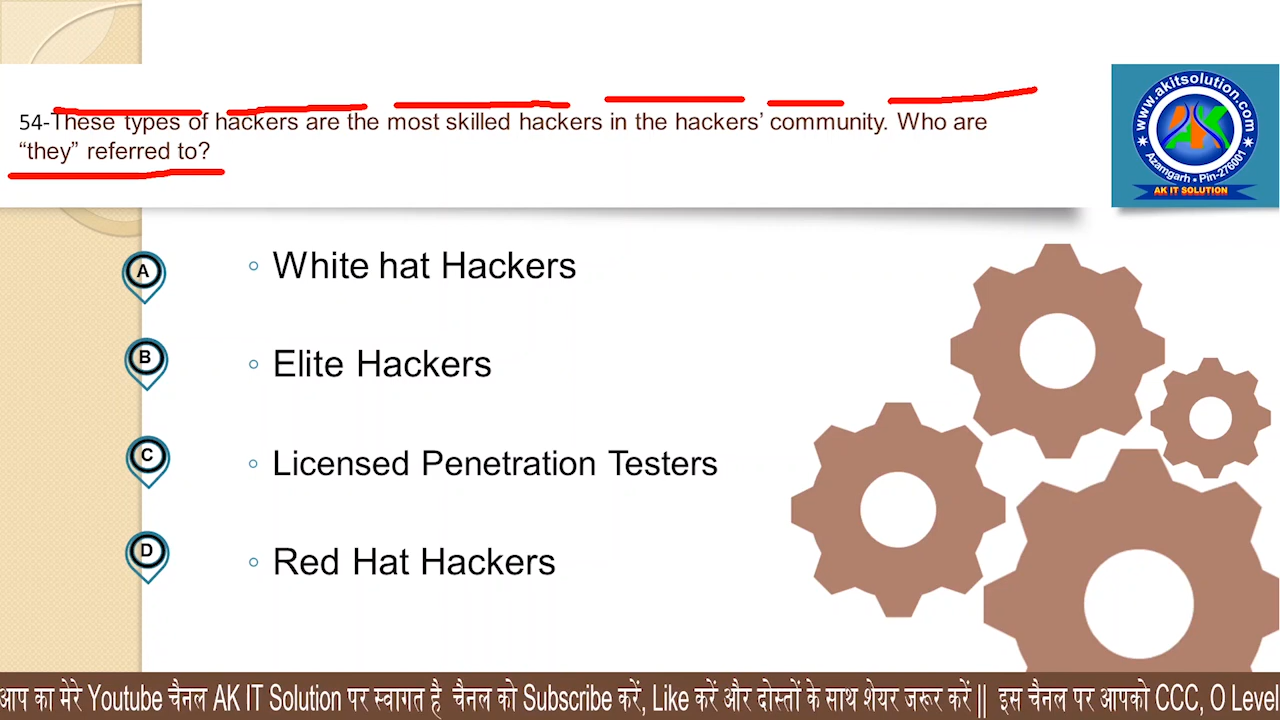 54-These types of hackers are the most skilled hackers in the hackers’ community. Who are
“they” referred to?
www.akitsolution.com
AK
Azamgarh • Pin-276001
AK IT SOLUTION
A
White hat Hackers
B
Elite Hackers
C
Licensed Penetration Testers
D
Red Hat Hackers
आप का मेरे Youtube चैनल AK IT Solution पर स्वागत है चैनल को Subscribe करें, Like करें और दोस्तों के साथ शेयर जरूर करें || इस चैनल पर आपको CCC, O Level